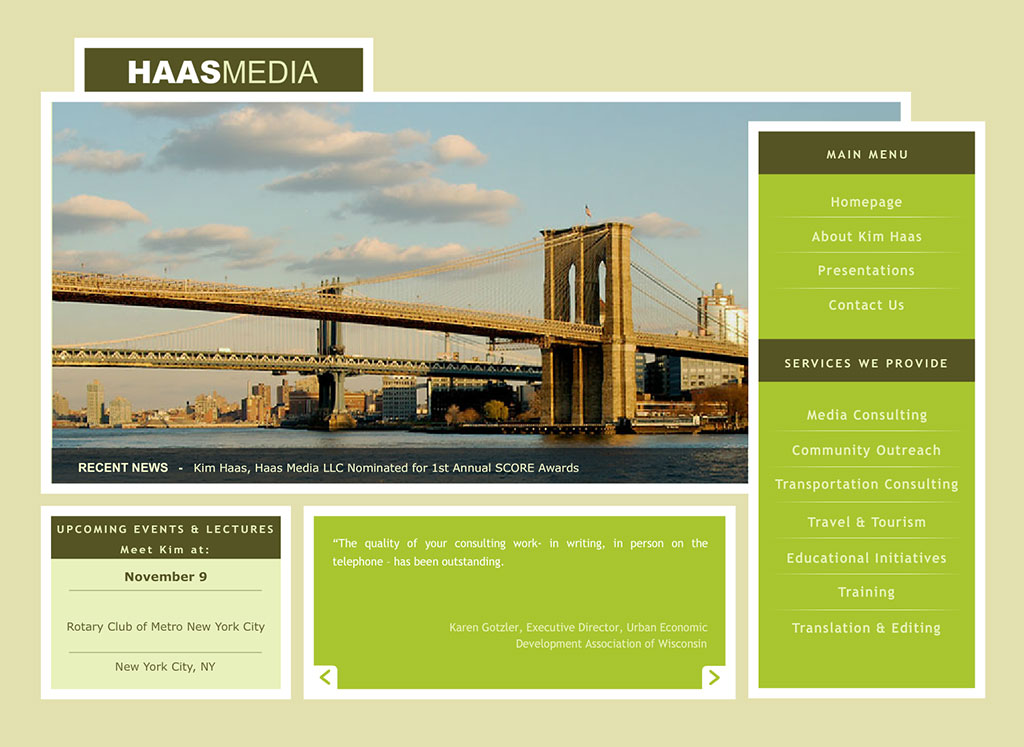 HAASMEDIA
MAIN MENU
Homepage
About Kim Haas
Presentations
Contact Us
SERVICES WE PROVIDE
Media Consulting
Community Outreach
Transportation Consulting
Travel & Tourism
Educational Initiatives
Training
Translation & Editing
RECENT NEWS - Kim Haas, Haas Media LLC Nominated for 1st Annual SCORE Awards
UPCOMING EVENTS & LECTURES
Meet Kim at:
November 9
Rotary Club of Metro New York City
New York City, NY
“The quality of your consulting work- in writing, in person on the
telephone - has been outstanding.
Karen Gotzler, Executive Director, Urban Economic
Development Association of Wisconsin